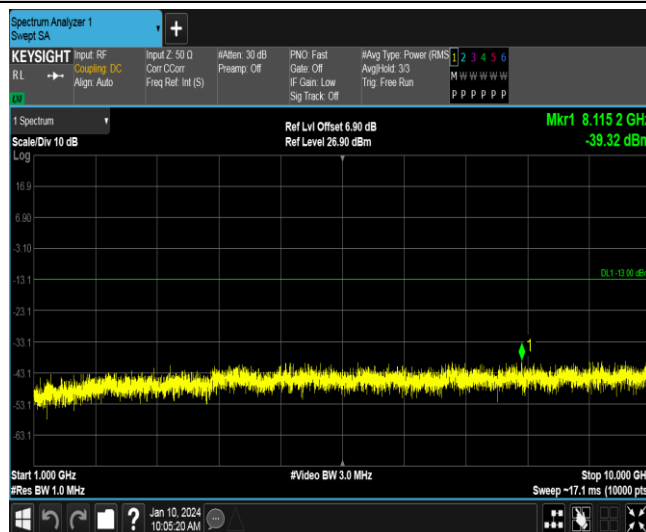 Spectrum Analyzer 1
Swept SA
+
KEYSIGHT
RL
LXI
Input: RF
Coupling: DC
Align: Auto
Input Z: 50 Ω
Corr CCorr
Freq Ref: Int (S)
#Atten: 30 dB
Preamp: Off
PNO: Fast
Gate: Off
IF Gain: Low
Sig Track: Off
#Avg Type: Power (RMS
Avg|Hold: 3/3
Trig: Free Run
1 2 3 4 5 6
M W W W W W
P P P P P P
1 Spectrum
Scale/Div 10 dB
Log
Ref Lvl Offset 6.90 dB
Ref Level 26.90 dBm
Mkr1 8.115 2 GHz
-39.32 dBm
16.9
6.90
-3.10
-13.1
-23.1
-33.1
-43.1
-53.1
-63.1
DL1 -13.00 dBm
1
Start 1.000 GHz
#Res BW 1.0 MHz
#Video BW 3.0 MHz
Stop 10.000 GHz
Sweep ~17.1 ms (10000 pts
?
Jan 10, 2024
10:05:20 AM